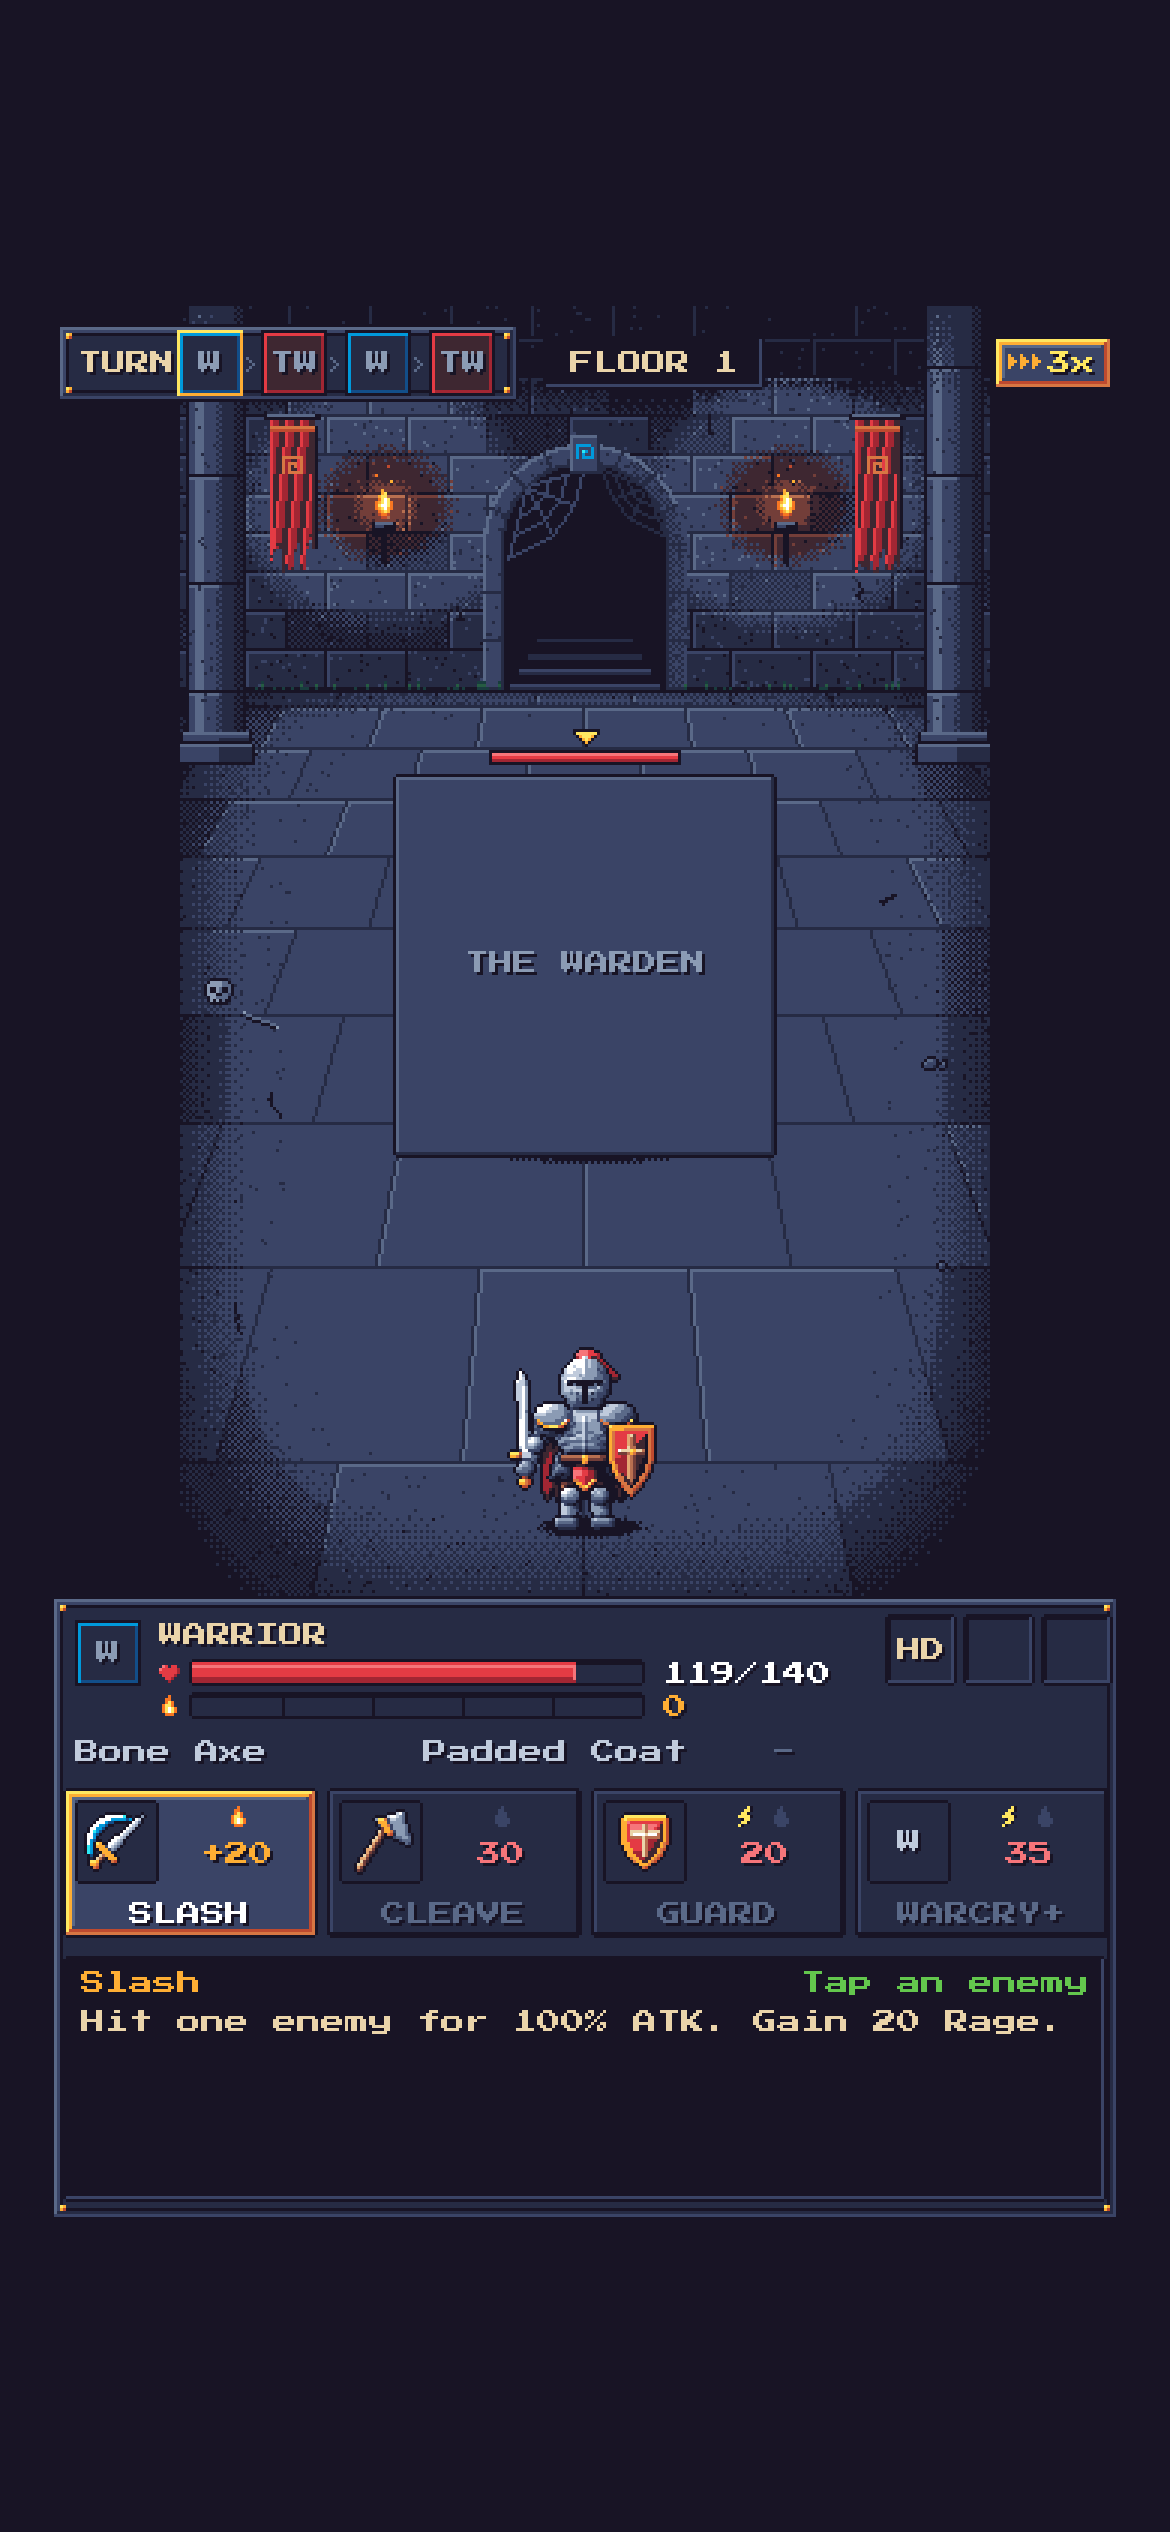 TURN W TW W TW FLOOR 1 3x
THE WARDEN
W WARRIOR HD
119/140
0
Bone Axe Padded Coat –
+20 30 20 W 35
SLASH CLEAVE GUARD WARCRY+
Slash Tap an enemy
Hit one enemy for 100% ATK. Gain 20 Rage.